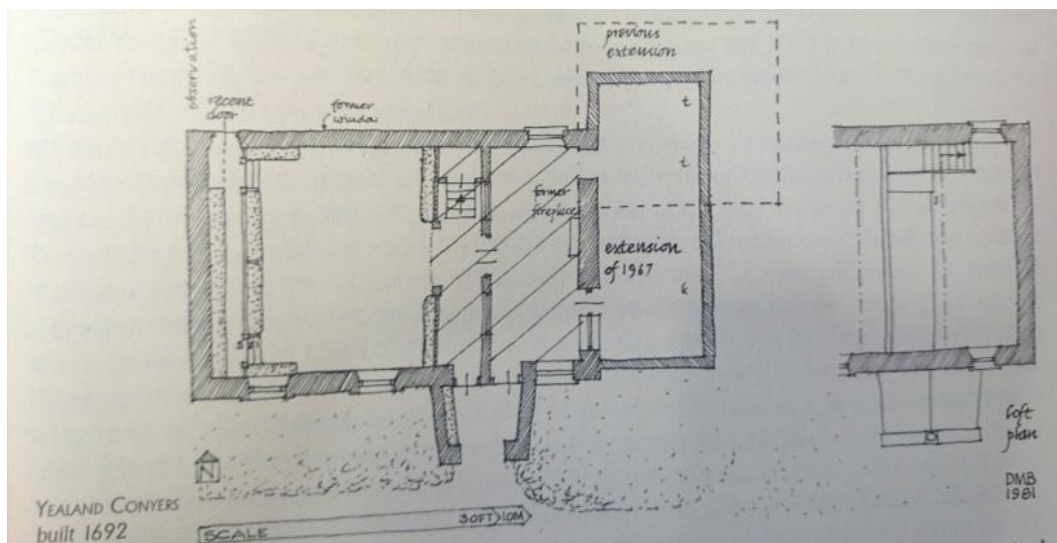 observation
recent
door
former
window
previous
extension
t
t
former
fireplace
extension
of 1967
k
loft
plan
N
DMB
1981
YEALAND CONYERS
built 1692
SCALE
30FT 10M